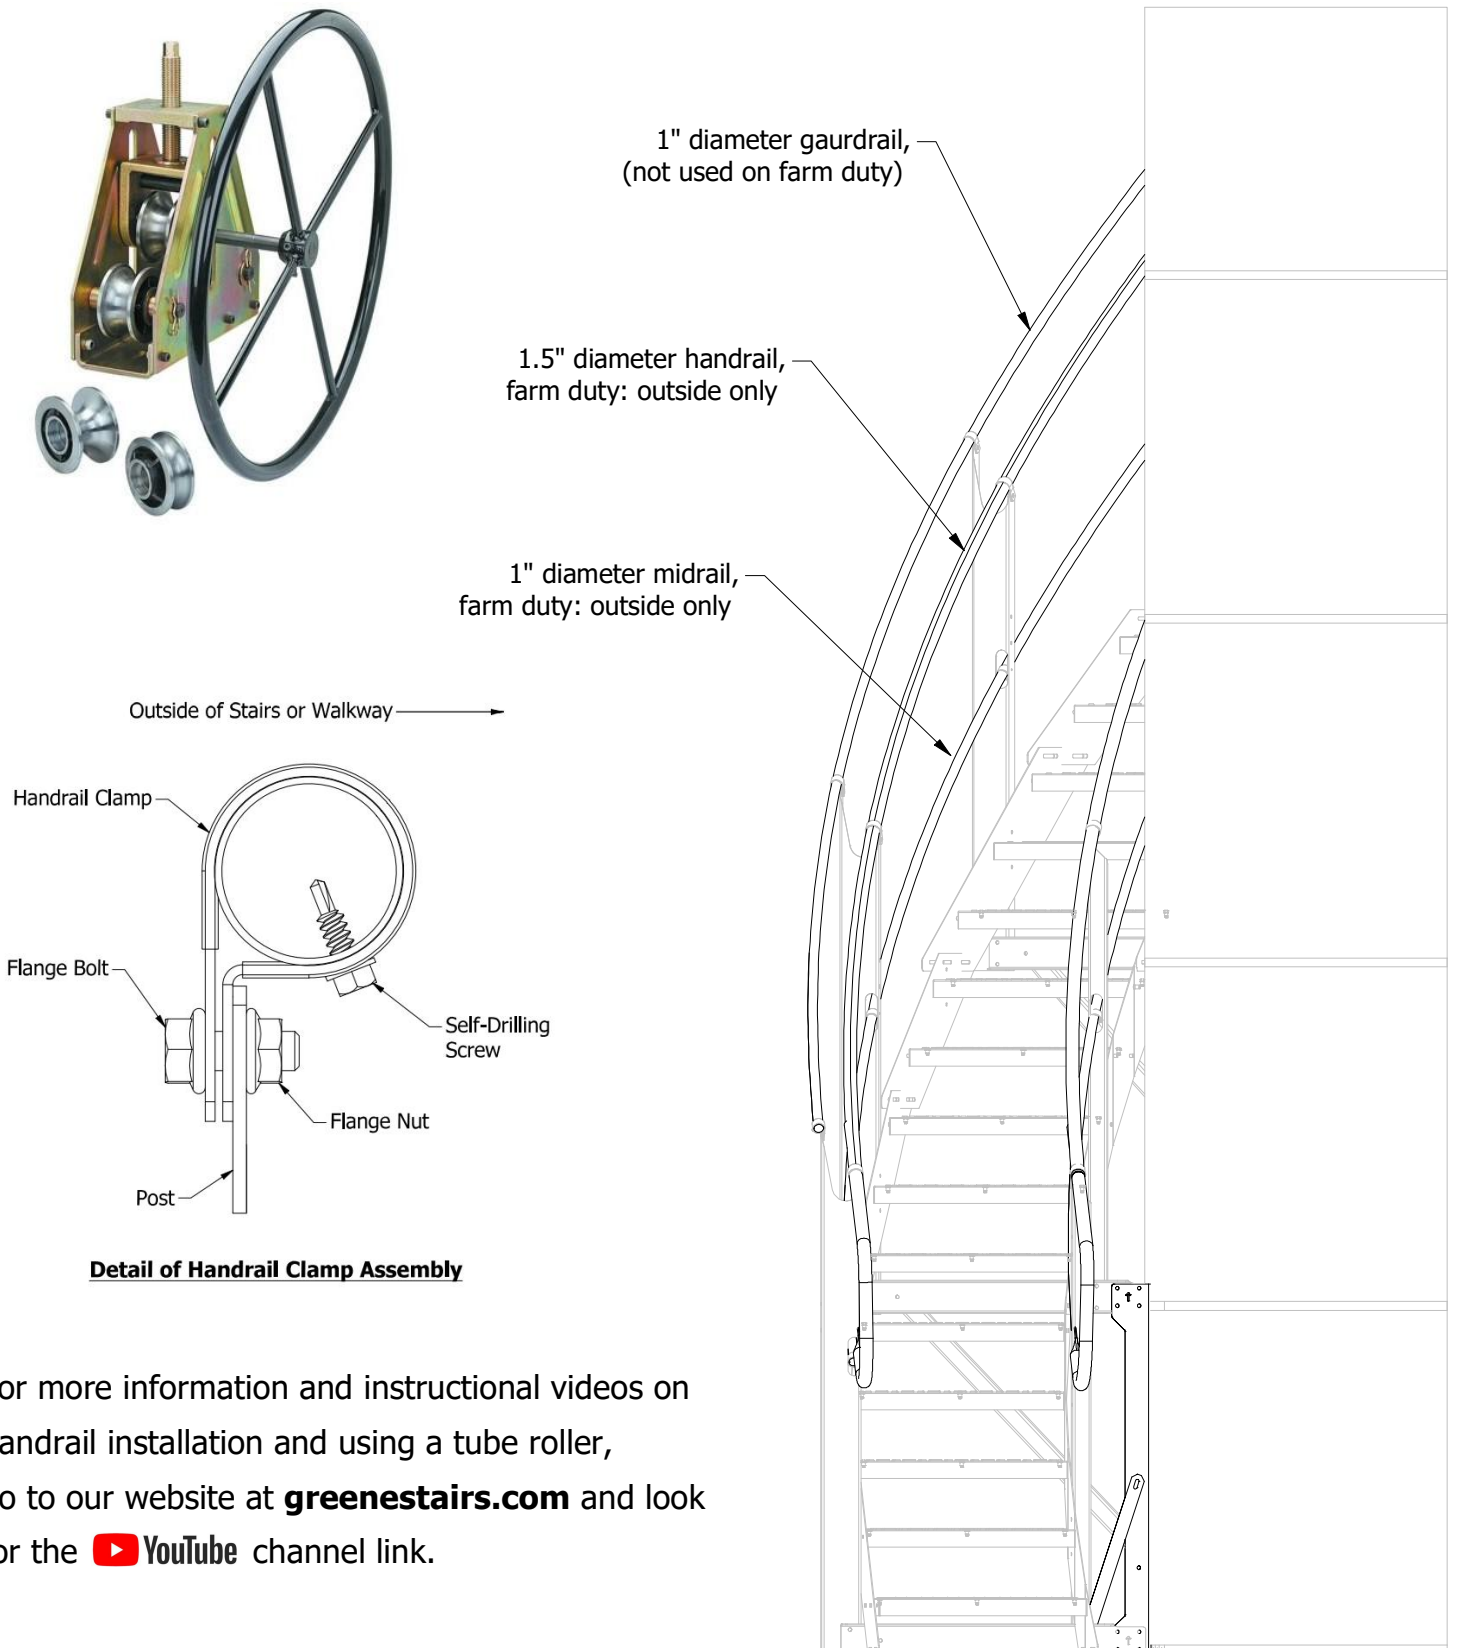 1" diameter gaurdrail,
(not used on farm duty)
1.5" diameter handrail,
farm duty: outside only
1" diameter midrail,
farm duty: outside only
Outside of Stairs or Walkway
Handrail Clamp
Flange Bolt
Self-Drilling
Screw
Flange Nut
Post
Detail of Handrail Clamp Assembly
or more information and instructional videos on
andrail installation and using a tube roller,
o to our website at greenestairs.com and look
or the YouTube channel link.